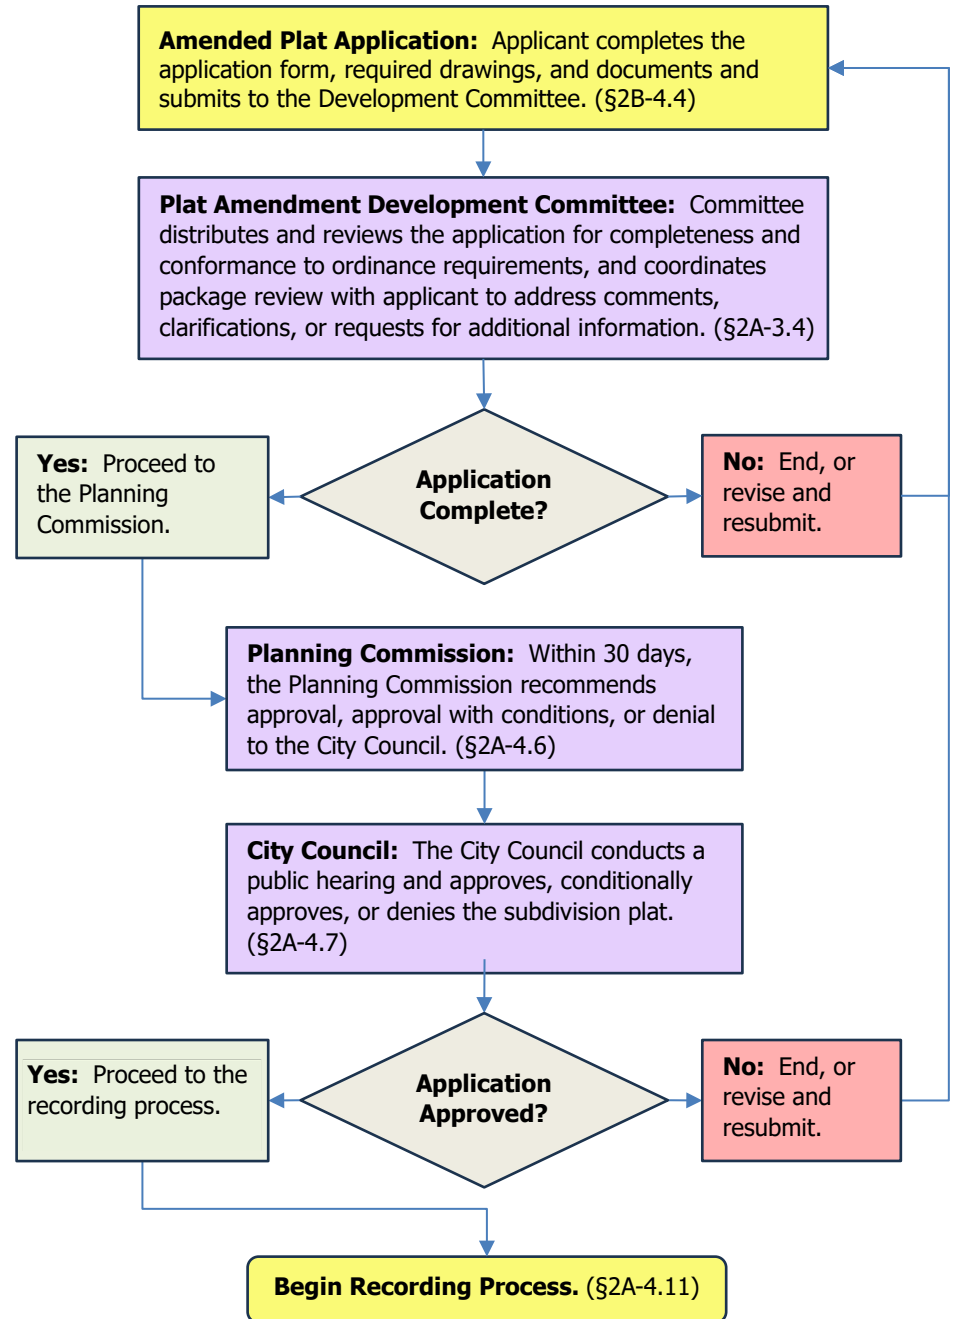 Amended Plat Application: Applicant completes the
application form, required drawings, and documents and
submits to the Development Committee. (§2B-4.4)
Plat Amendment Development Committee: Committee
distributes and reviews the application for completeness and
conformance to ordinance requirements, and coordinates
package review with applicant to address comments,
clarifications, or requests for additional information. (§2A-3.4)
Application
Complete?
Yes: Proceed to
the Planning
Commission.
No: End, or
revise and
resubmit.
Planning Commission: Within 30 days,
the Planning Commission recommends
approval, approval with conditions, or denial
to the City Council. (§2A-4.6)
City Council: The City Council conducts a
public hearing and approves, conditionally
approves, or denies the subdivision plat.
(§2A-4.7)
Application
Approved?
Yes: Proceed to the
recording process.
No: End, or
revise and
resubmit.
Begin Recording Process. (§2A-4.11)